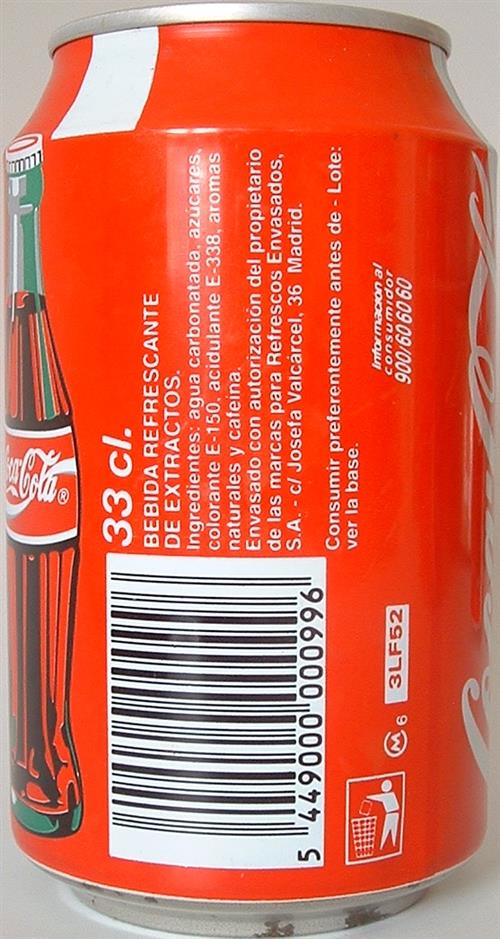 33 cl.
BEBIDA REFRESCANTE
DE EXTRACTOS.
Ingredientes: agua carbonatada, azúcares,
colorante E-150, acidulante E-338, aromas
naturales y cafeína.
Envasado con autorización del propietario
de las marcas para Refrescos Envasados,
S.A. - c/ Josefa Valcárcel, 36 Madrid.
Consumir preferentemente antes de - Lote:
ver la base.
Informacion al
consumidor
900/60 60 60
5 449000 000996
3LF52
M 6
Coca-Cola ®